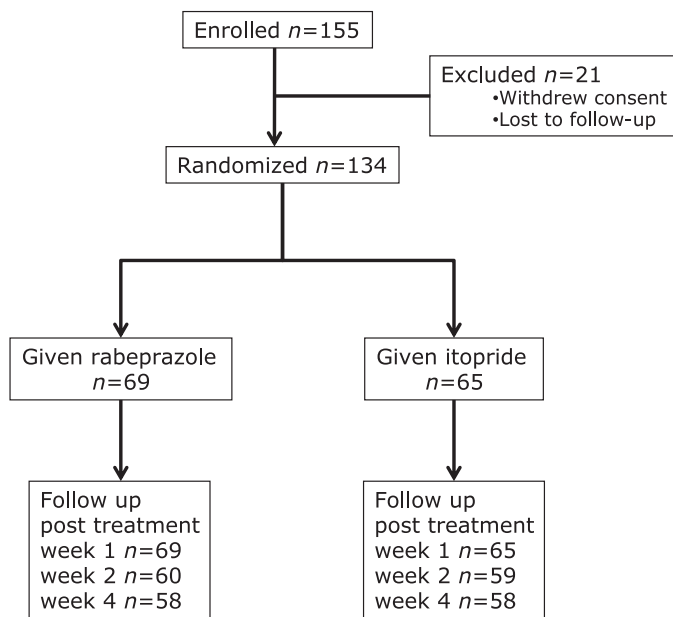 Enrolled n=155
Excluded n=21
•Withdrew consent
•Lost to follow-up
Randomized n=134
Given rabeprazole
n=69
Given itopride
n=65
Follow up
post treatment
week 1 n=69
week 2 n=60
week 4 n=58
Follow up
post treatment
week 1 n=65
week 2 n=59
week 4 n=58